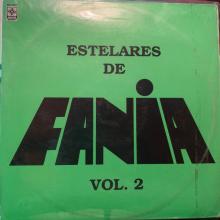 ESTELARES
DE
FANIA
VOL. 2